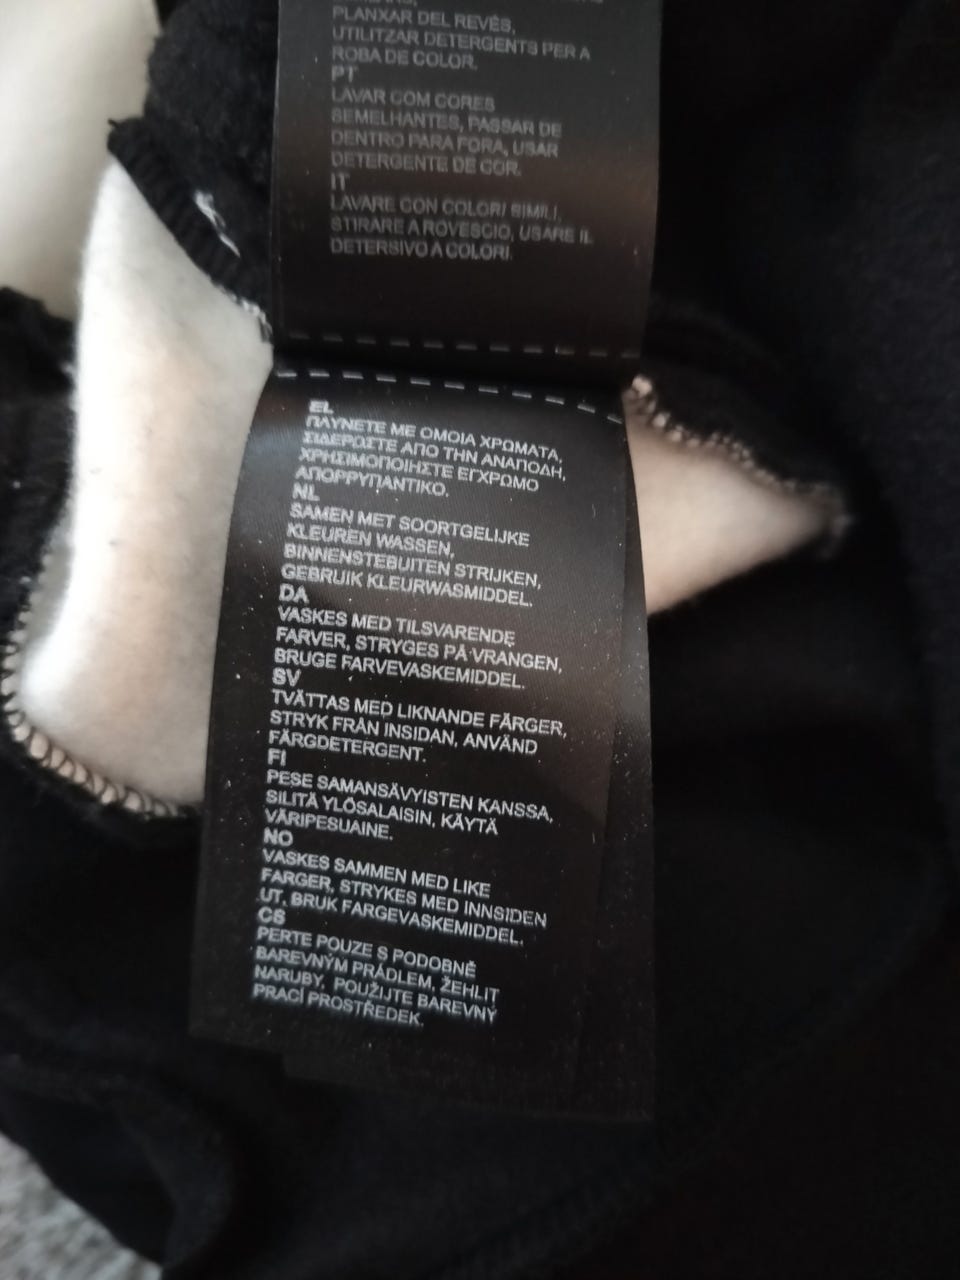 PLANXAR DEL REVÉS,
UTILITZAR DETERGENTS PER A
ROBA DE COLOR.
PT
LAVAR COM CORES
SEMELHANTES, PASSAR DE
DENTRO PARA FORA, USAR
DETERGENTE DE COR.
IT
LAVARE CON COLORI SIMILI,
STIRARE A ROVESCIO, USARE IL
DETERSIVO A COLORI.
EL
ΠΛΥΝΕΤΕ ΜΕ ΟΜΟΙΑ ΧΡΩΜΑΤΑ,
ΣΙΔΕΡΩΣΤΕ ΑΠΟ ΤΗΝ ΑΝΑΠΟΔΗ,
ΧΡΗΣΙΜΟΠΟΙΗΣΤΕ ΕΓΧΡΩΜΟ
ΑΠΟΡΡΥΠΑΝΤΙΚΟ.
NL
SAMEN MET SOORTGELIJKE
KLEUREN WASSEN,
BINNENSTEBUITEN STRIJKEN,
GEBRUIK KLEURWASMIDDEL.
DA
VASKES MED TILSVARENDE
FARVER, STRYGES PÅ VRANGEN,
BRUGE FARVEVASKEMIDDEL.
SV
TVÄTTAS MED LIKNANDE FÄRGER,
STRYK FRÅN INSIDAN, ANVÄND
FÄRGDETERGENT.
FI
PESE SAMANSÄVYISTEN KANSSA,
SILITÄ YLÖSALAISIN, KÄYTÄ
VÄRIPESUAINE.
NO
VASKES SAMMEN MED LIKE
FARGER, STRYKES MED INNSIDEN
UT, BRUK FARGEVASKEMIDDEL.
CS
PERTE POUZE S PODOBNĚ
BAREVNÝM PRÁDLEM, ŽEHLIT
NARUBY, POUŽIJTE BAREVNÝ
PRACÍ PROSTŘEDEK.